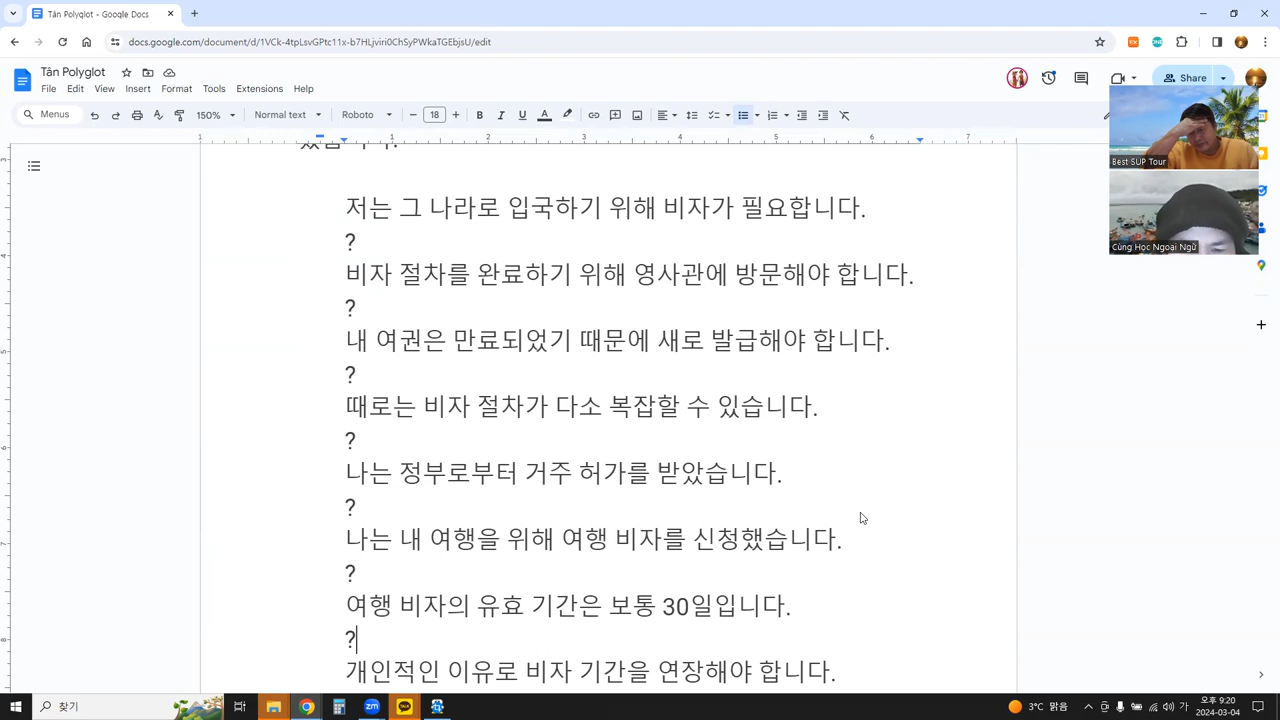 Tân Polyglot - Google Docs
docs.google.com/document/d/1VCk-4tpLsvGPtc11x-b7HLjviri0ChSyPWkaTGEbjsU/edit
Tân Polyglot
File Edit View Insert Format Tools Extensions Help
Share
Menus 150% Normal text Roboto 18 B I U A
1 1 2 3 4 5 6 7
저는 그 나라로 입국하기 위해 비자가 필요합니다.
?
비자 절차를 완료하기 위해 영사관에 방문해야 합니다.
?
내 여권은 만료되었기 때문에 새로 발급해야 합니다.
?
때로는 비자 절차가 다소 복잡할 수 있습니다.
?
나는 정부로부터 거주 허가를 받았습니다.
?
나는 내 여행을 위해 여행 비자를 신청했습니다.
?
여행 비자의 유효 기간은 보통 30일입니다.
?
개인적인 이유로 비자 기간을 연장해야 합니다.
Best SUP Tour
Cùng Học Ngoại Ngữ
찾기
3°C 맑음
가
오후 9:20
2024-03-04